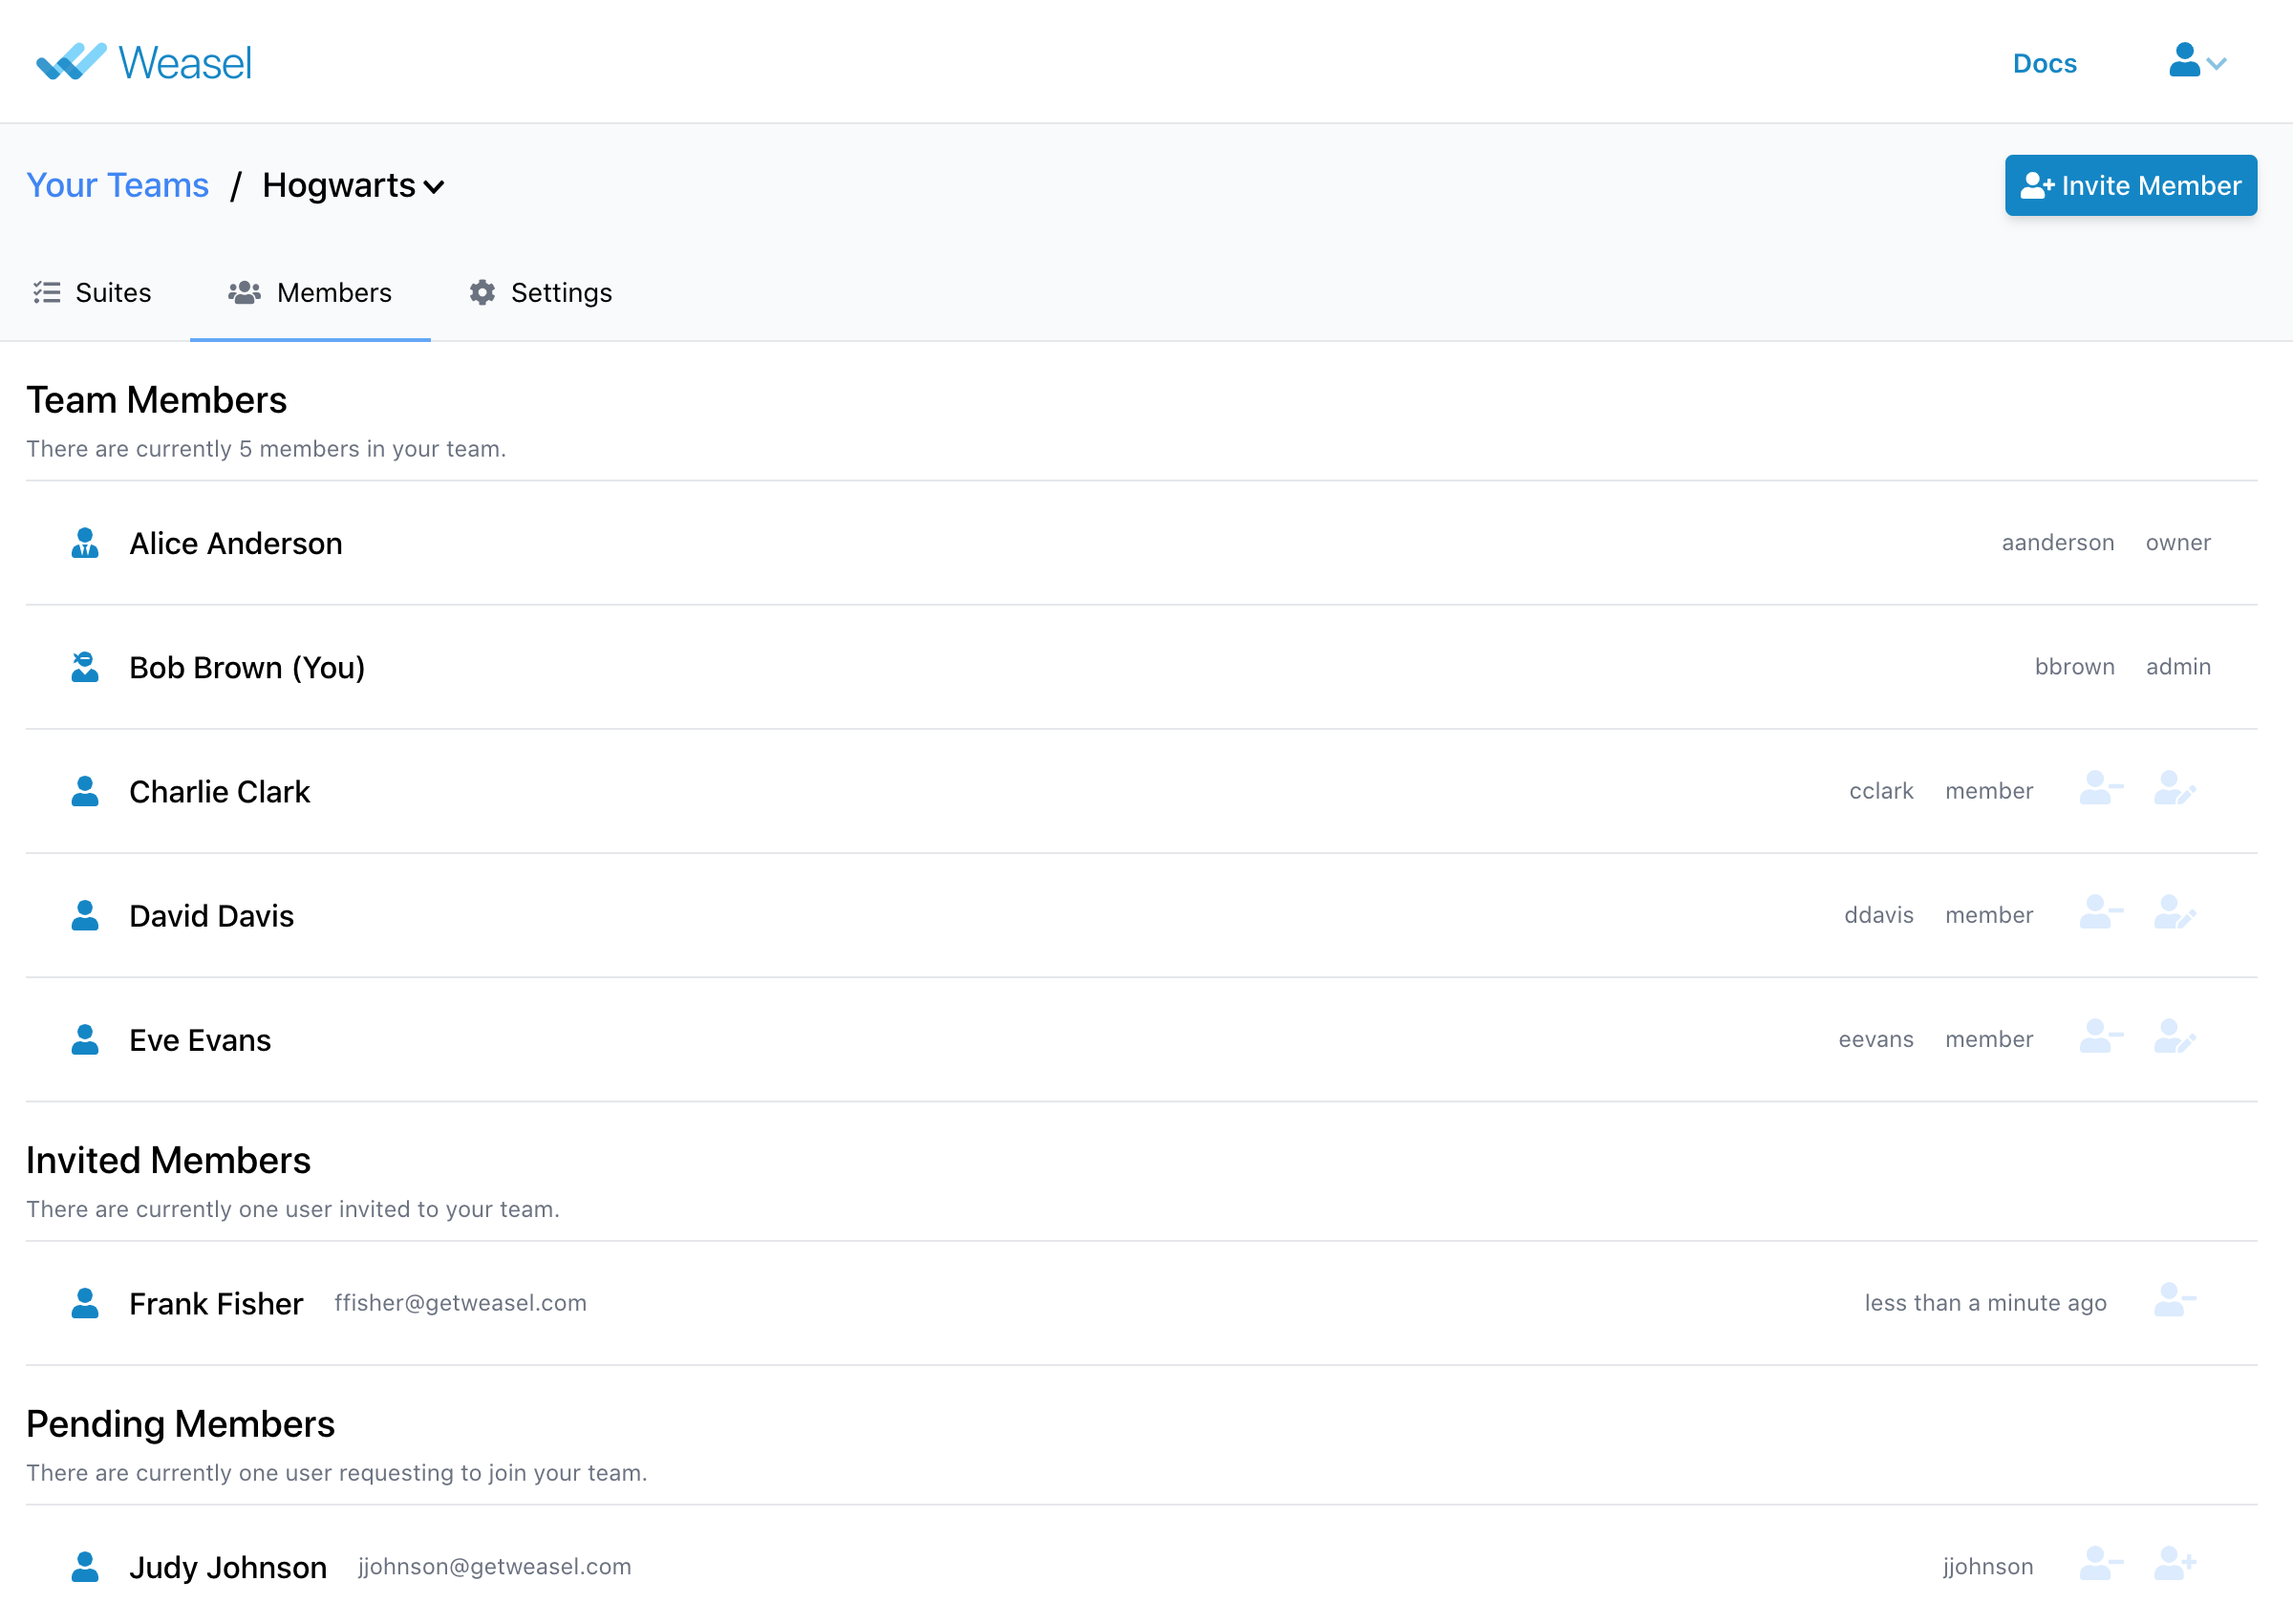 Weasel
Docs
Your Teams / Hogwarts
Invite Member
Suites Members Settings
Team Members
There are currently 5 members in your team.
Alice Anderson aanderson owner
Bob Brown (You) bbrown admin
Charlie Clark cclark member
David Davis ddavis member
Eve Evans eevans member
Invited Members
There are currently one user invited to your team.
Frank Fisher ffisher@getweasel.com less than a minute ago
Pending Members
There are currently one user requesting to join your team.
Judy Johnson jjohnson@getweasel.com jjohnson